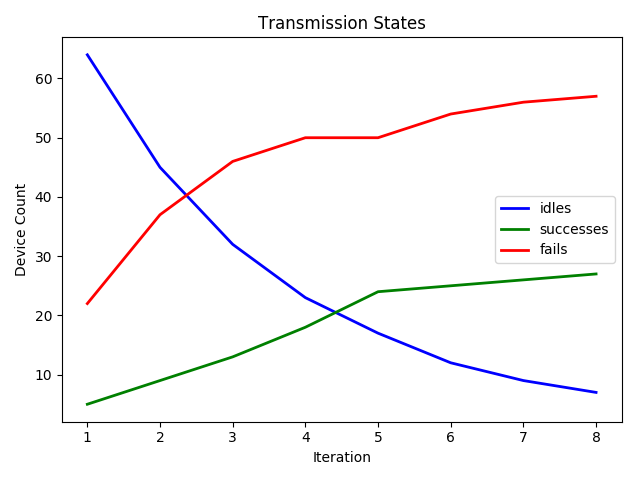 Transmission States
Device Count
60
50
40
30
20
10
idles
successes
fails
1 2 3 4 5 6 7 8
Iteration